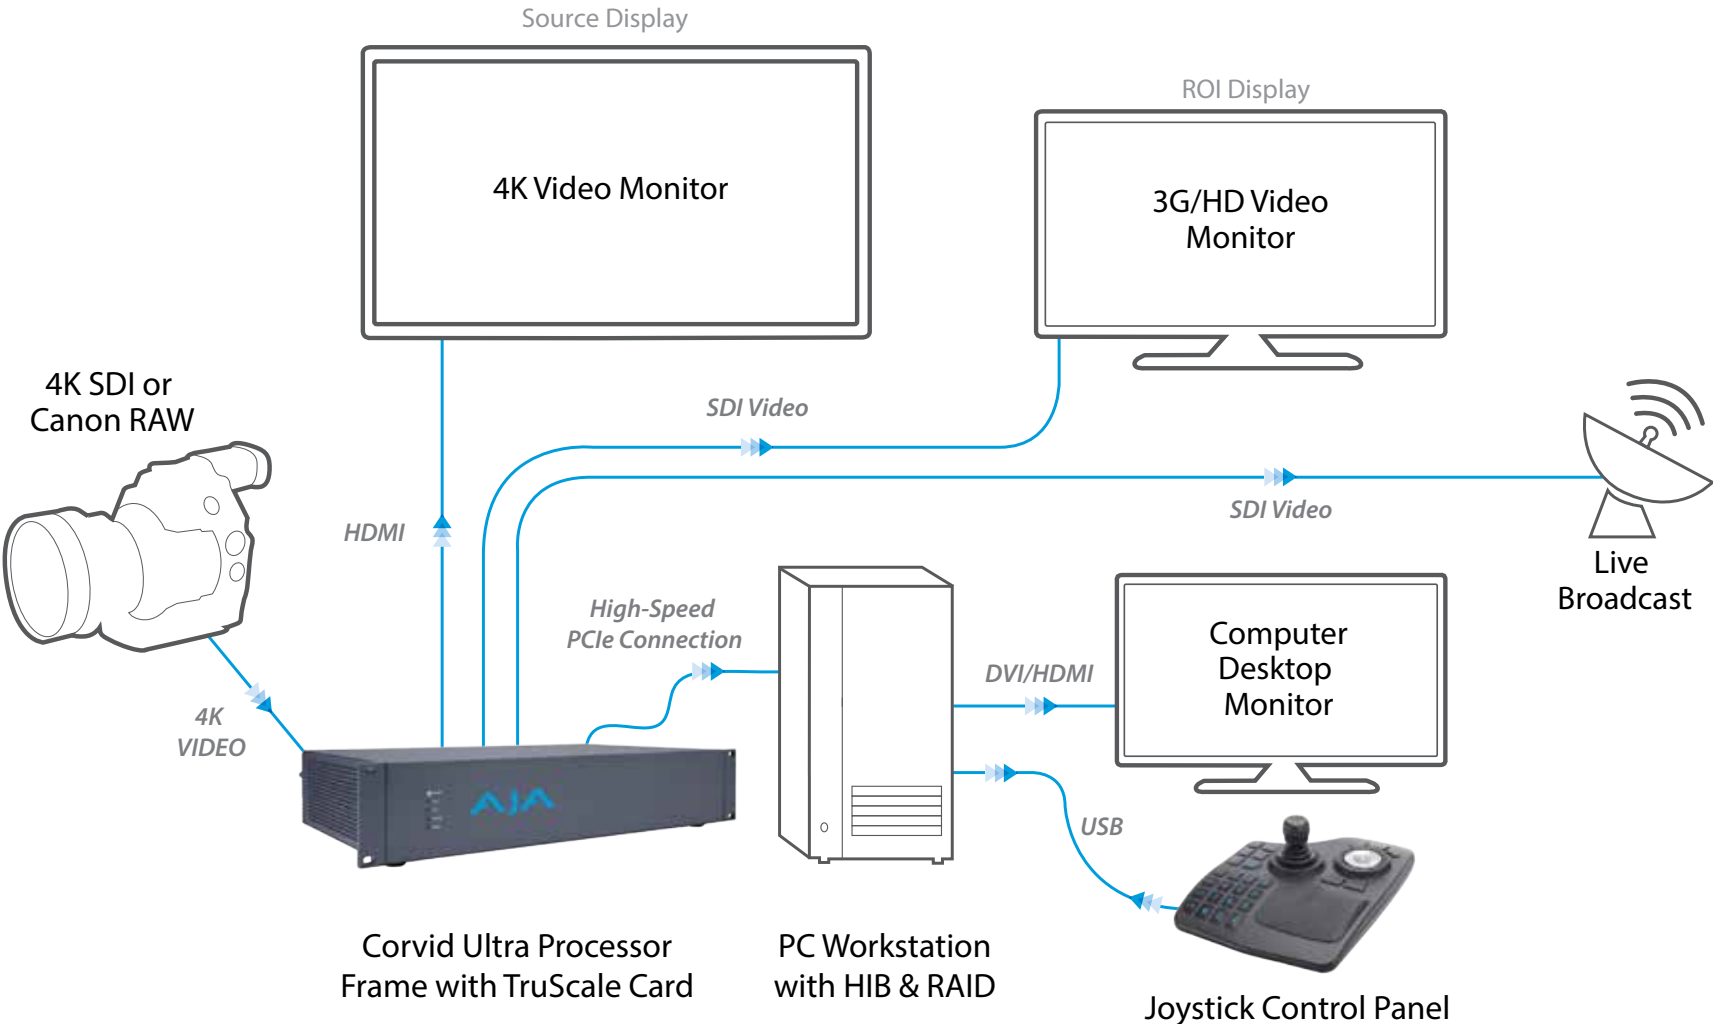 Source Display
ROI Display
4K Video Monitor
3G/HD Video
Monitor
4K SDI or
Canon RAW
SDI Video
SDI Video
HDMI
Live
Broadcast
High-Speed
PCIe Connection
DVI/HDMI
Computer
Desktop
Monitor
4K
VIDEO
AJA
USB
Corvid Ultra Processor
Frame with TruScale Card
PC Workstation
with HIB & RAID
Joystick Control Panel